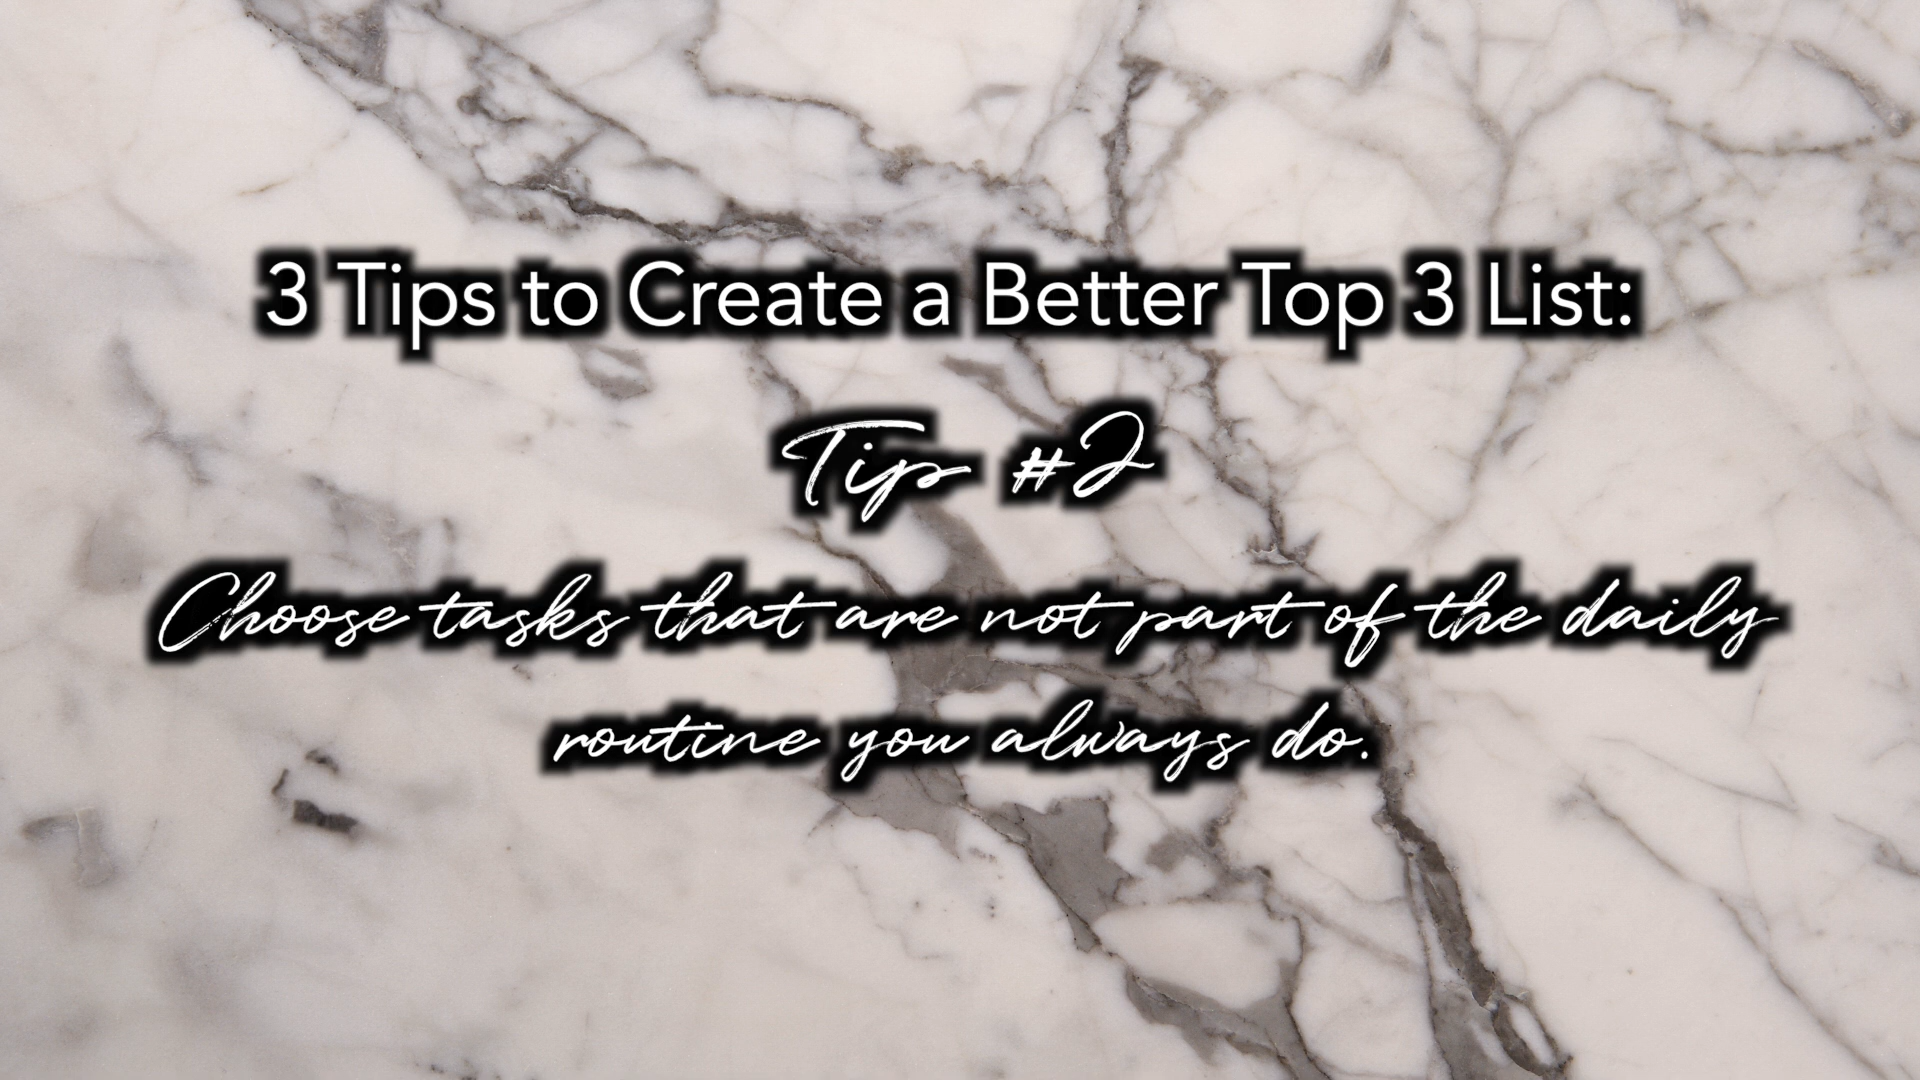 3 Tips to Create a Better Top 3 List:
Tip #2
Choose tasks that are not part of the daily
routine you always do.